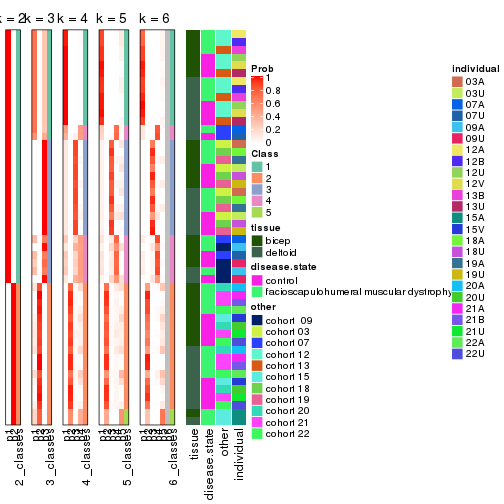 k = 2
k = 3
k = 4
k = 5
k = 6
Prob
1
0.8
0.6
0.4
0.2
0
Class
1
2
3
4
5
tissue
bicep
deltoid
disease.state
control
facioscapulohumeral muscular dystrophy
other
cohort 09
cohort 03
cohort 07
cohort 12
cohort 13
cohort 15
cohort 18
cohort 19
cohort 20
cohort 21
cohort 22
individual
03A
03U
07A
07U
09A
09U
12A
12B
12U
12V
13B
13U
15A
15V
18A
18U
19A
19U
20A
20U
21A
21B
21U
22A
22U
2_classes
3_classes
4_classes
5_classes
6_classes
tissue
disease.state
other
individual